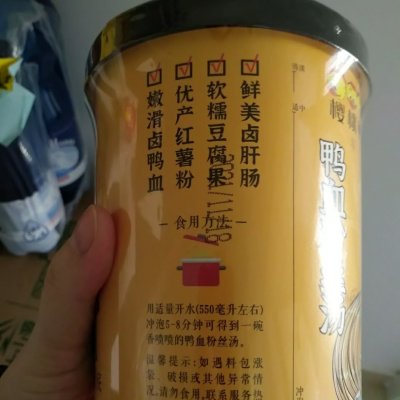 鲜美卤肝肠
软糯豆腐果
优产红薯粉
嫩滑卤鸭血
食用方法
用适量开水(550毫升左右)
冲泡5-8分钟可得到一碗
香喷喷的鸭血粉丝汤。
温馨提示:如遇料包涨
袋、破损或其他异常情
况,请勿食用,联系服务热
适中
鸭血
汤